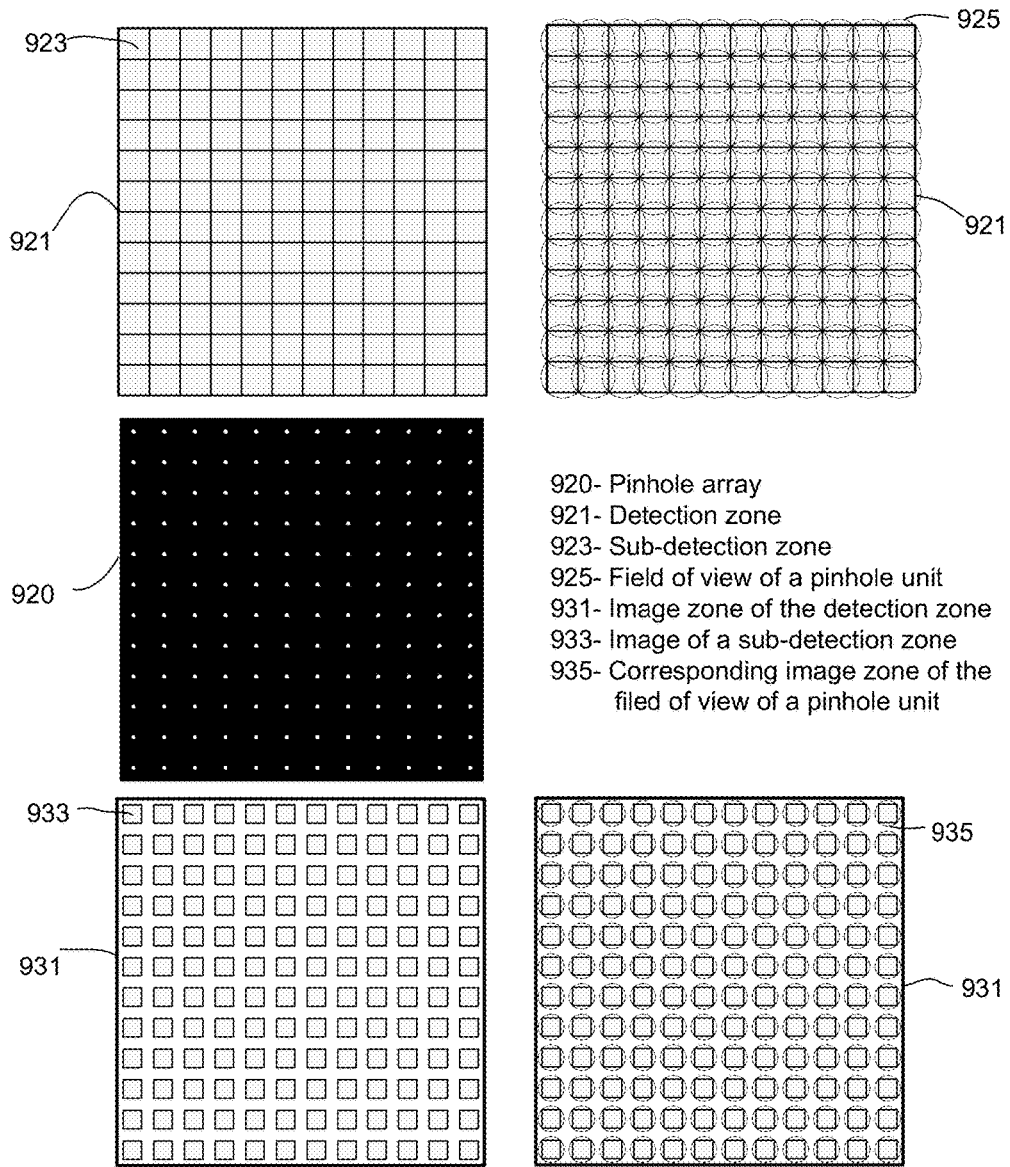 923
925
921
921
920
920- Pinhole array
921- Detection zone
923- Sub-detection zone
925- Field of view of a pinhole unit
931- Image zone of the detection zone
933- Image of a sub-detection zone
935- Corresponding image zone of the
filed of view of a pinhole unit
933
935
931
931